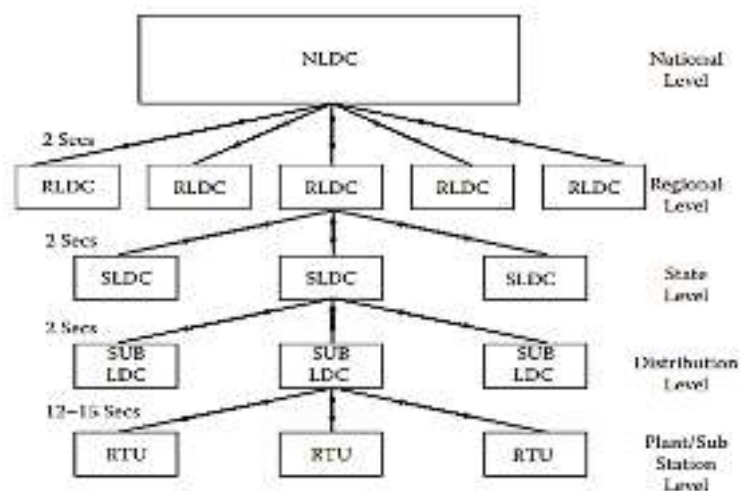 NLDC
National
Level
2 Secs
RLDC RLDC RLDC RLDC RLDC
Regional
Level
2 Secs
SLDC SLDC SLDC
State
Level
2 Secs
SUB LDC SUB LDC SUB LDC
Distribution
Level
12–15 Secs
RTU RTU RTU
Plant/Sub
Station
Level